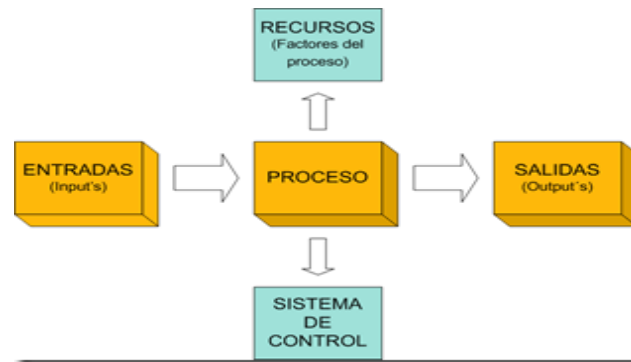 RECURSOS
(Factores del
proceso)
ENTRADAS
(Input's)
PROCESO
SALIDAS
(Output´s)
SISTEMA
DE
CONTROL